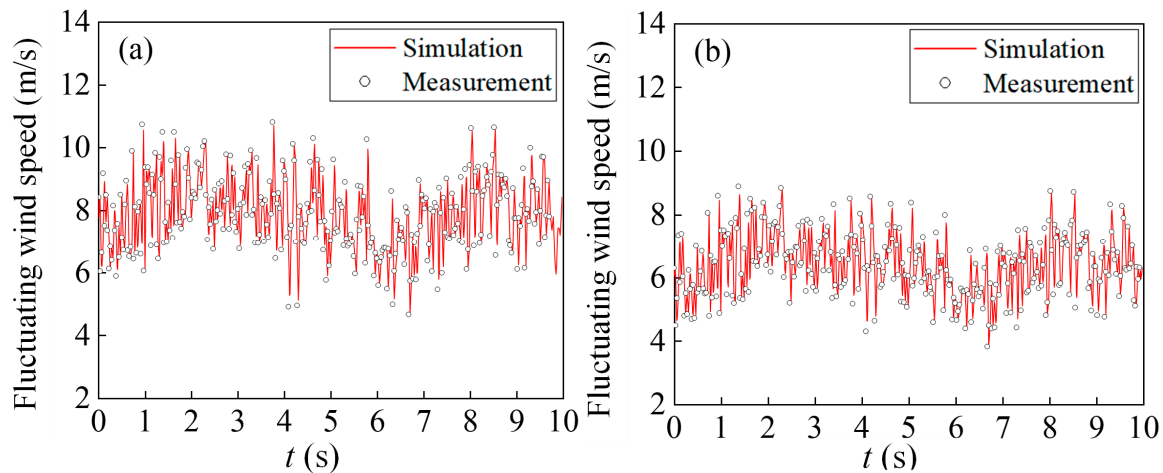 (a)
Simulation
Measurement
Fluctuating wind speed (m/s)
14
12
10
8
6
4
2
0 1 2 3 4 5 6 7 8 9 10
t (s)
(b)
Simulation
Measurement
Fluctuating wind speed (m/s)
14
12
10
8
6
4
2
0 1 2 3 4 5 6 7 8 9 10
t (s)